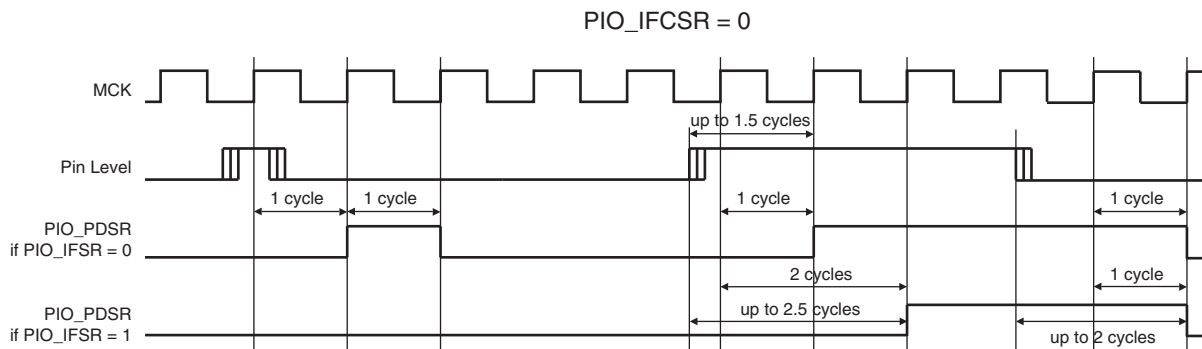 PIO_IFCSR = 0
MCK
up to 1.5 cycles
Pin Level
1 cycle
1 cycle
1 cycle
1 cycle
PIO_PDSR
if PIO_IFSR = 0
2 cycles
1 cycle
PIO_PDSR
if PIO_IFSR = 1
up to 2.5 cycles
up to 2 cycles